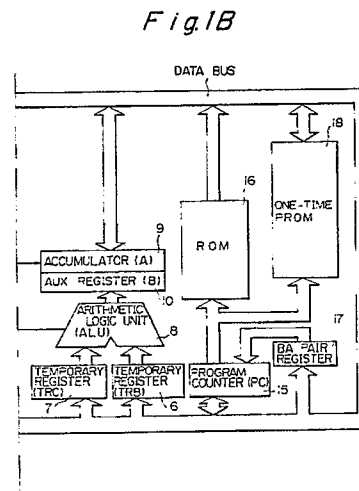 Fig.1B
DATA BUS
18
16
ONE-TIME
PROM
9
ROM
ACCUMULATOR (A)
AUX REGISTER (B)
10
ARITHMETIC
LOGIC UNIT
(ALU)
8
17
BA PAIR
REGISTER
TEMPORARY
REGISTER
(TRC)
TEMPORARY
REGISTER
(TRB)
PROGRAM
COUNTER (PC)
7
6
15